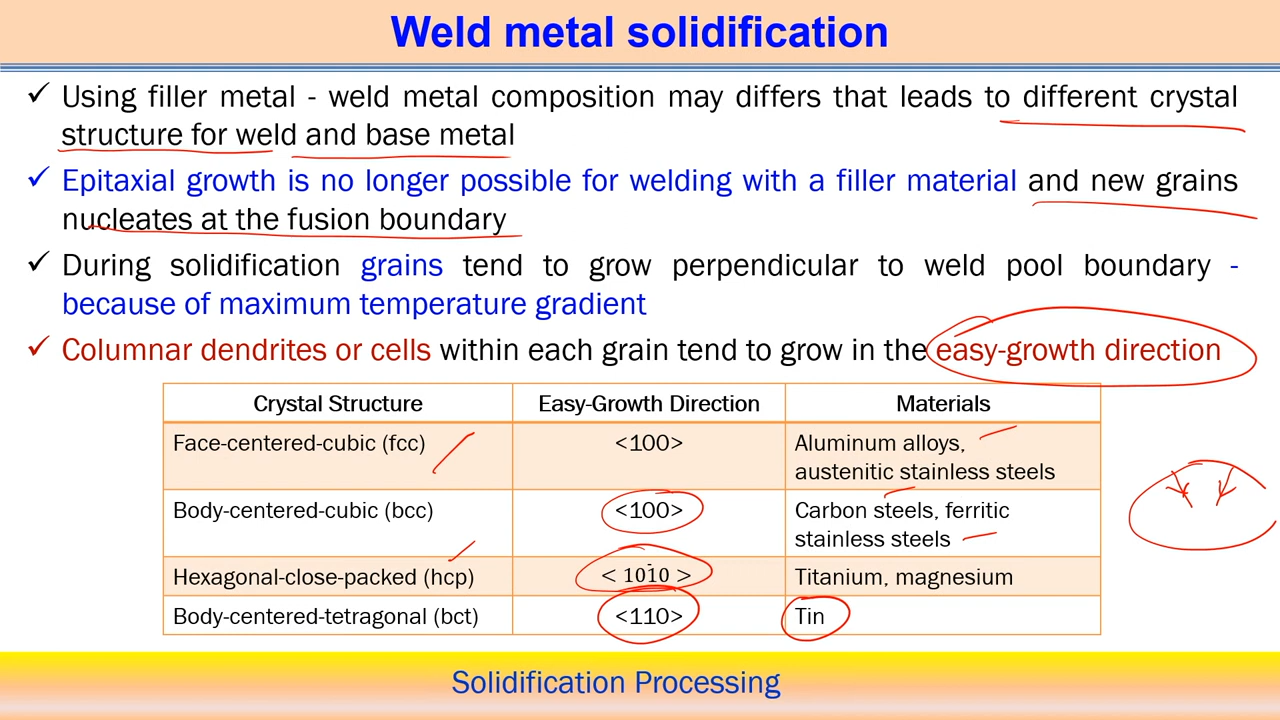 Weld metal solidification
✓ Using filler metal - weld metal composition may differs that leads to different crystal
structure for weld and base metal
✓ Epitaxial growth is no longer possible for welding with a filler material and new grains
nucleates at the fusion boundary
✓ During solidification grains tend to grow perpendicular to weld pool boundary -
because of maximum temperature gradient
✓ Columnar dendrites or cells within each grain tend to grow in the easy-growth direction
Crystal Structure Easy-Growth Direction Materials
Face-centered-cubic (fcc) <100> Aluminum alloys,
austenitic stainless steels
Body-centered-cubic (bcc) <100> Carbon steels, ferritic
stainless steels
Hexagonal-close-packed (hcp) < 101̄0 > Titanium, magnesium
Body-centered-tetragonal (bct) <110> Tin
Solidification Processing